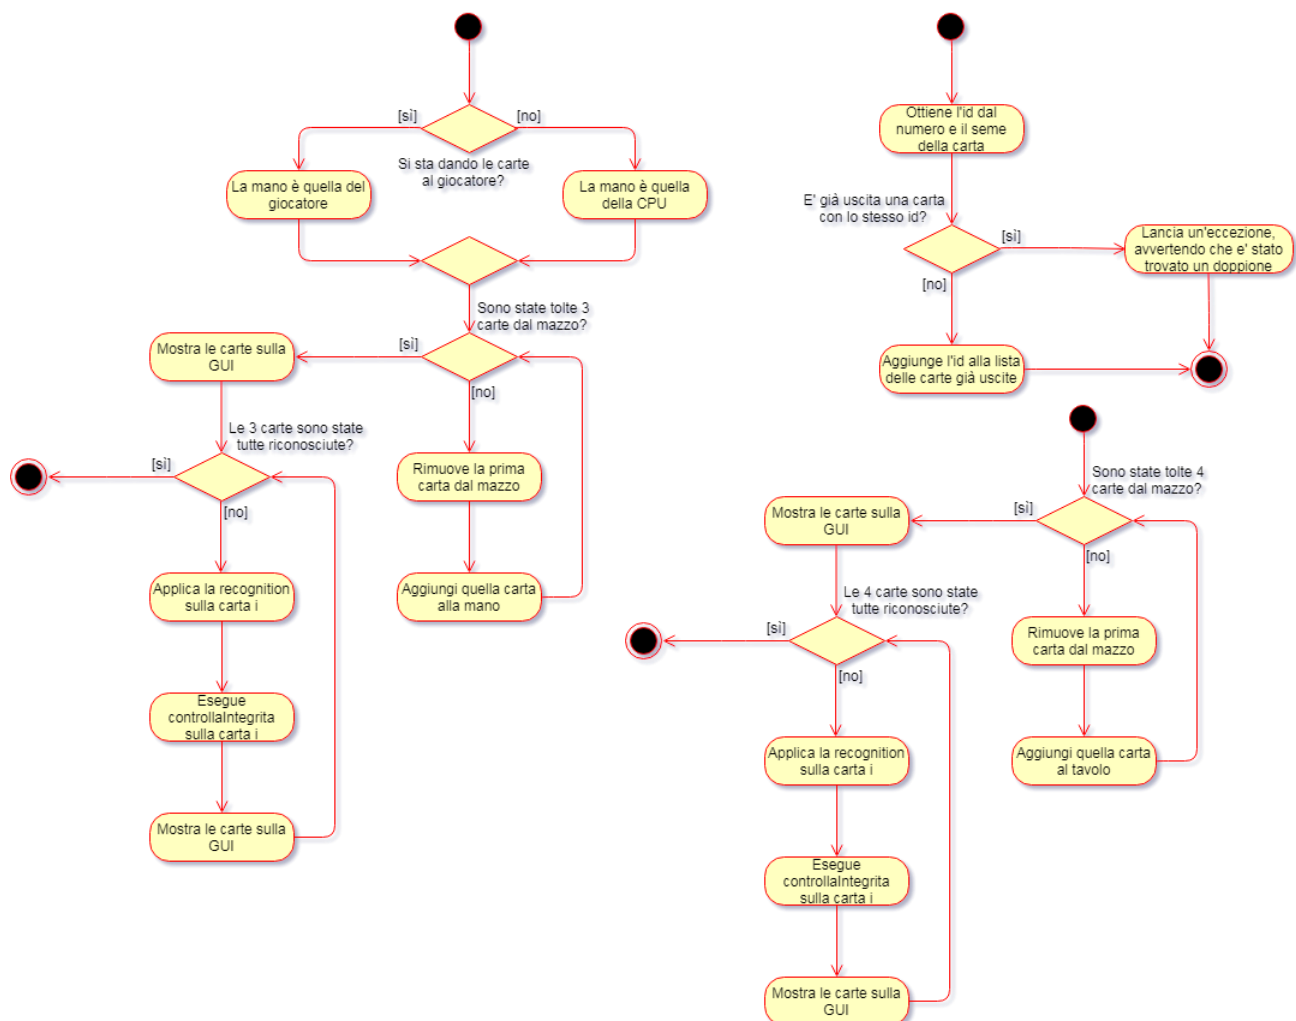 [sì]
[no]
Si sta dando le carte
al giocatore?
La mano è quella del
giocatore
La mano è quella
della CPU
Sono state tolte 3
carte dal mazzo?
[sì]
[no]
Mostra le carte sulla
GUI
Le 3 carte sono state
tutte riconosciute?
[sì]
[no]
Rimuove la prima
carta dal mazzo
Aggiungi quella carta
alla mano
Applica la recognition
sulla carta i
Esegue
controllaIntegrita
sulla carta i
Mostra le carte sulla
GUI
Ottiene l'id dal
numero e il seme
della carta
E' già uscita una carta
con lo stesso id?
[sì]
[no]
Lancia un'eccezione,
avvertendo che e' stato
trovato un doppione
Aggiunge l'id alla lista
delle carte già uscite
Sono state tolte 4
carte dal mazzo?
[sì]
[no]
Mostra le carte sulla
GUI
Le 4 carte sono state
tutte riconosciute?
[sì]
[no]
Rimuove la prima
carta dal mazzo
Aggiungi quella carta
al tavolo
Applica la recognition
sulla carta i
Esegue
controllaIntegrita
sulla carta i
Mostra le carte sulla
GUI